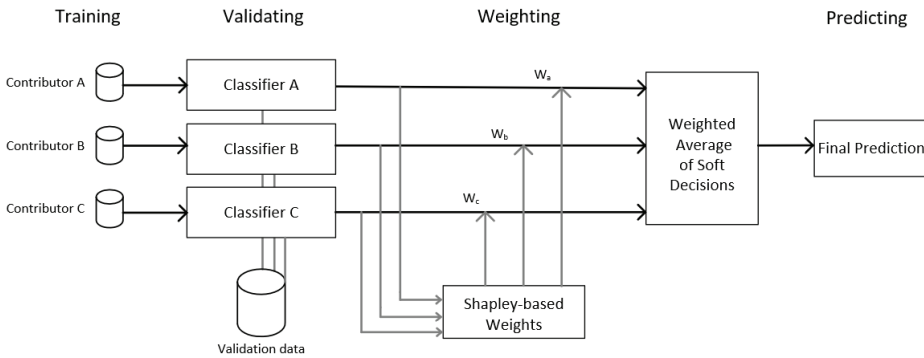 Training
Validating
Weighting
Predicting
Contributor A
Classifier A
Wa
Contributor B
Classifier B
Wb
Weighted
Average
of Soft
Decisions
Final Prediction
Contributor C
Classifier C
Wc
Shapley-based
Weights
Validation data